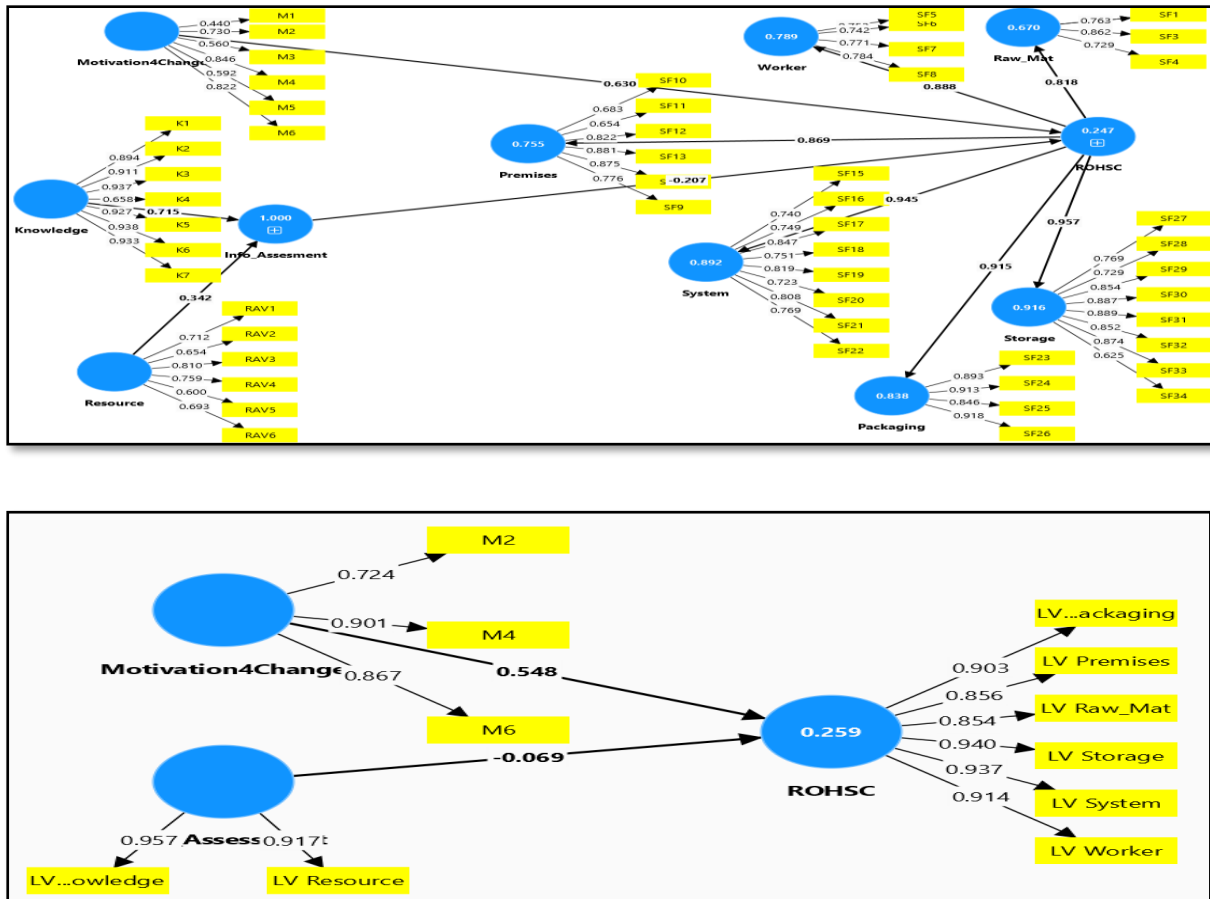 M1
0.440
M2
0.730
M3
0.560
M4
0.846
M5
0.592
M6
0.822
Motivation4Change
0.630
K1
0.894
K2
0.911
K3
0.937
K4
0.658
K5
0.927
K6
0.938
K7
0.933
Knowledge
0.715
1.000
Info_Assesment
0.342
RAV1
0.712
RAV2
0.654
RAV3
0.810
RAV4
0.759
RAV5
0.600
RAV6
0.693
Resource
SF10
0.683
SF11
0.654
SF12
0.822
SF13
0.881
0.875
SF9
0.776
0.755
Premises
-0.207
0.869
0.789
Worker
SF5
SF6
0.742
SF7
0.771
SF8
0.784
0.888
0.670
Raw_Mat
SF1
0.763
SF3
0.862
SF4
0.729
0.818
0.247
ROHSC
0.945
0.957
0.915
0.892
System
SF15
0.740
SF16
0.749
SF17
0.847
SF18
0.751
SF19
0.819
SF20
0.723
SF21
0.808
SF22
0.769
0.916
Storage
SF27
0.769
SF28
0.729
SF29
0.854
SF30
0.887
SF31
0.889
SF32
0.852
SF33
0.874
SF34
0.625
0.838
Packaging
SF23
0.893
SF24
0.913
SF25
0.846
SF26
0.918
M2
0.724
M4
0.901
M6
0.867
Motivation4Change
0.548
-0.069
0.957
Assess
0.917
LV...owledge
LV Resource
0.259
ROHSC
LV...ackaging
0.903
LV Premises
0.856
LV Raw_Mat
0.854
LV Storage
0.940
LV System
0.937
LV Worker
0.914